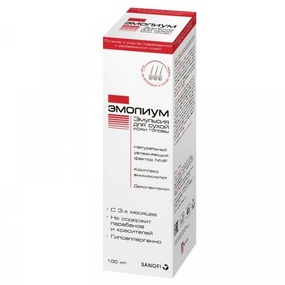 эмолиум
Эмульсия
для сухой
кожи головы
Натуральный
увлажняющий
фактор NMF
Комплекс
аминокислот
Декспантенол
• С 3-х месяцев
• Не содержит
парабенов
и красителей
• Гипоаллергенно
100 мл
SANOFI